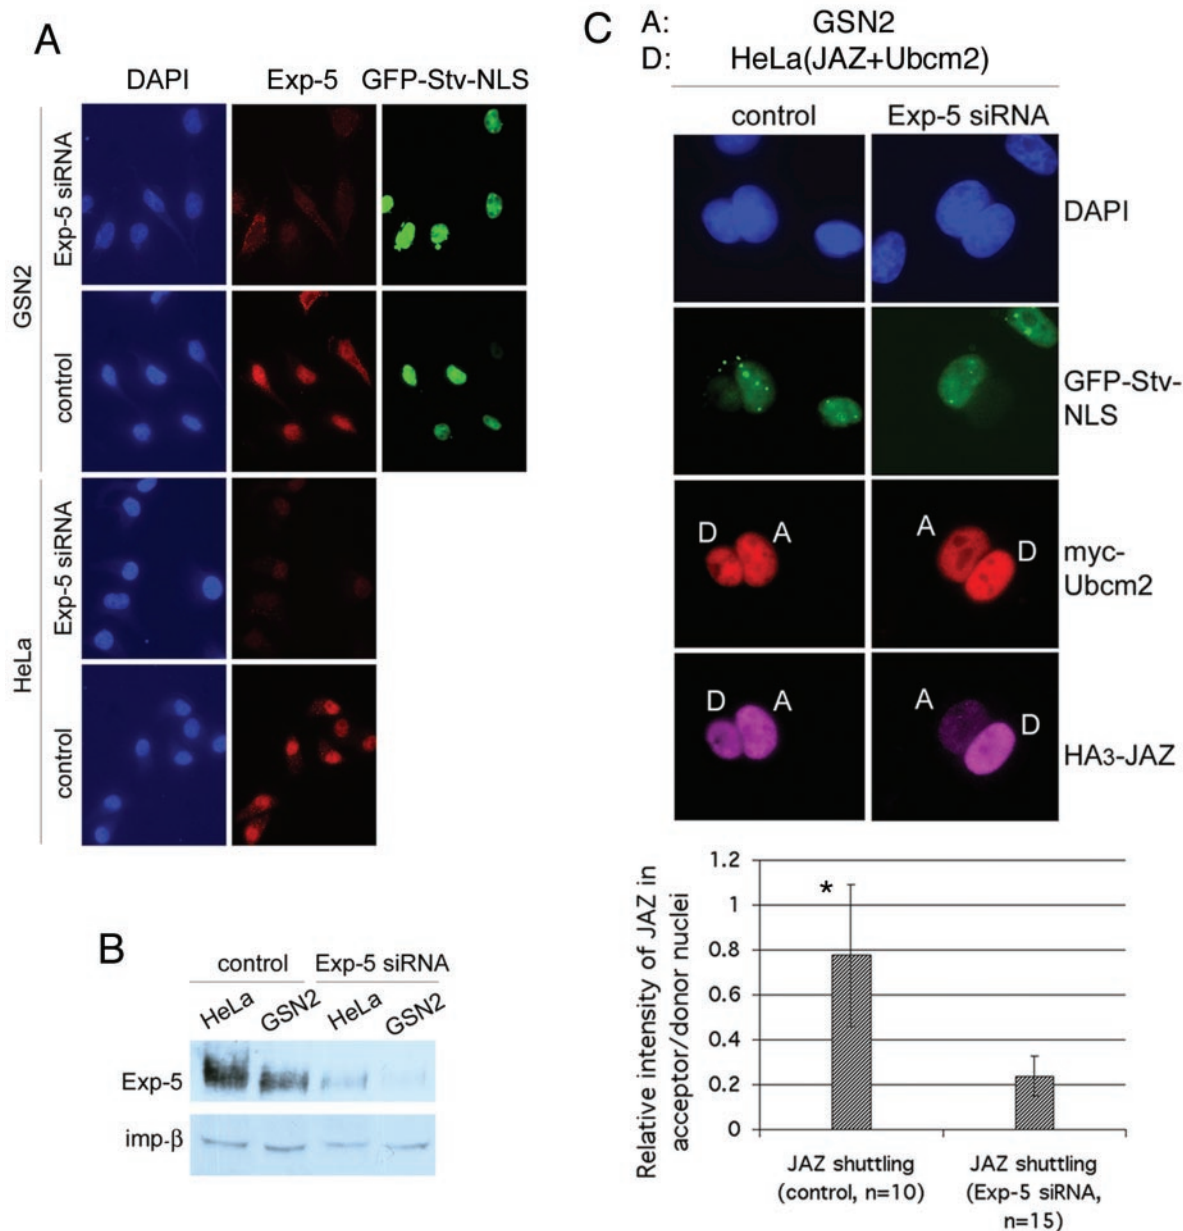 A
DAPI
Exp-5
GFP-Stv-NLS
GSN2
Exp-5 siRNA
control
HeLa
Exp-5 siRNA
control
B
control
Exp-5 siRNA
HeLa
GSN2
HeLa
GSN2
Exp-5
imp-β
C
A: GSN2
D: HeLa(JAZ+Ubcm2)
control
Exp-5 siRNA
DAPI
GFP-Stv-
NLS
D A
A D
myc-
Ubcm2
D A
A D
HA3-JAZ
Relative intensity of JAZ in
acceptor/donor nuclei
1.2
1
0.8
0.6
0.4
0.2
0
*
JAZ shuttling
(control, n=10)
JAZ shuttling
(Exp-5 siRNA,
n=15)